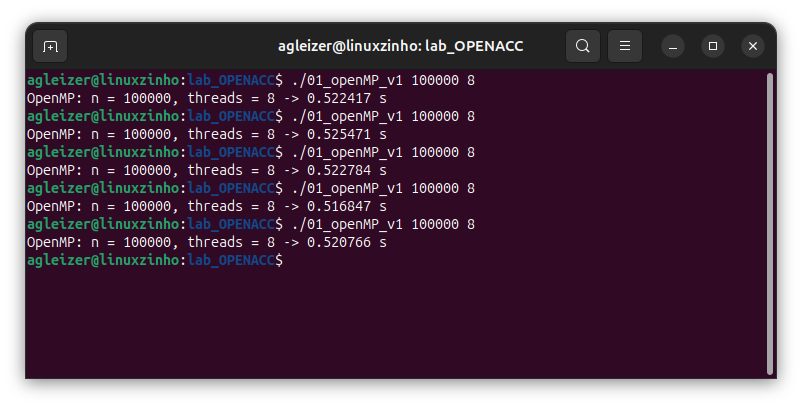 agleizer@linuxzinho: lab_OPENACC
agleizer@linuxzinho:lab_OPENACC$ ./01_openMP_v1 100000 8
OpenMP: n = 100000, threads = 8 -> 0.522417 s
agleizer@linuxzinho:lab_OPENACC$ ./01_openMP_v1 100000 8
OpenMP: n = 100000, threads = 8 -> 0.525471 s
agleizer@linuxzinho:lab_OPENACC$ ./01_openMP_v1 100000 8
OpenMP: n = 100000, threads = 8 -> 0.522784 s
agleizer@linuxzinho:lab_OPENACC$ ./01_openMP_v1 100000 8
OpenMP: n = 100000, threads = 8 -> 0.516847 s
agleizer@linuxzinho:lab_OPENACC$ ./01_openMP_v1 100000 8
OpenMP: n = 100000, threads = 8 -> 0.520766 s
agleizer@linuxzinho:lab_OPENACC$